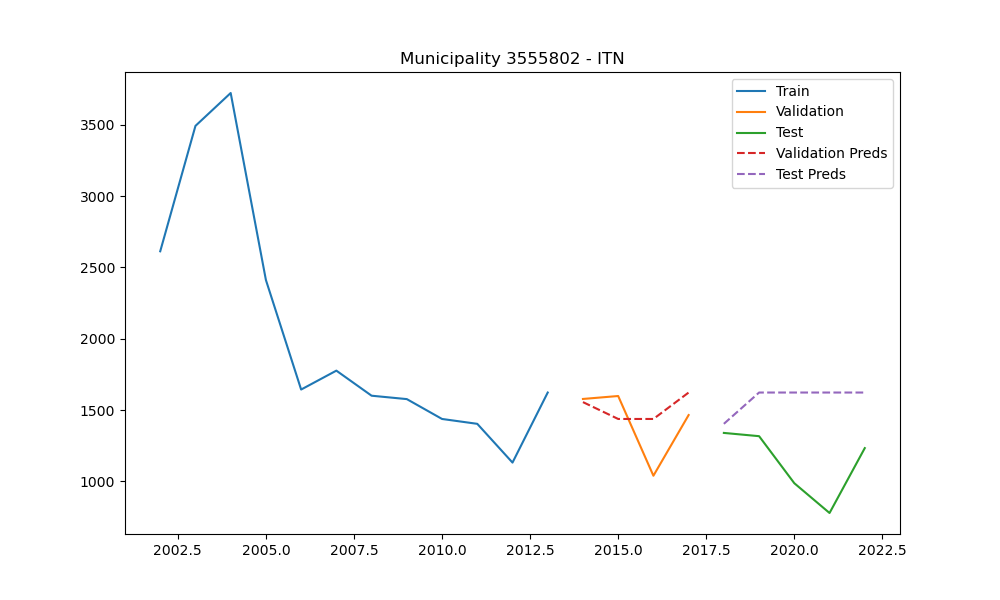 Municipality 3555802 - ITN
Train
Validation
Test
Validation Preds
Test Preds
3500
3000
2500
2000
1500
1000
2002.5 2005.0 2007.5 2010.0 2012.5 2015.0 2017.5 2020.0 2022.5